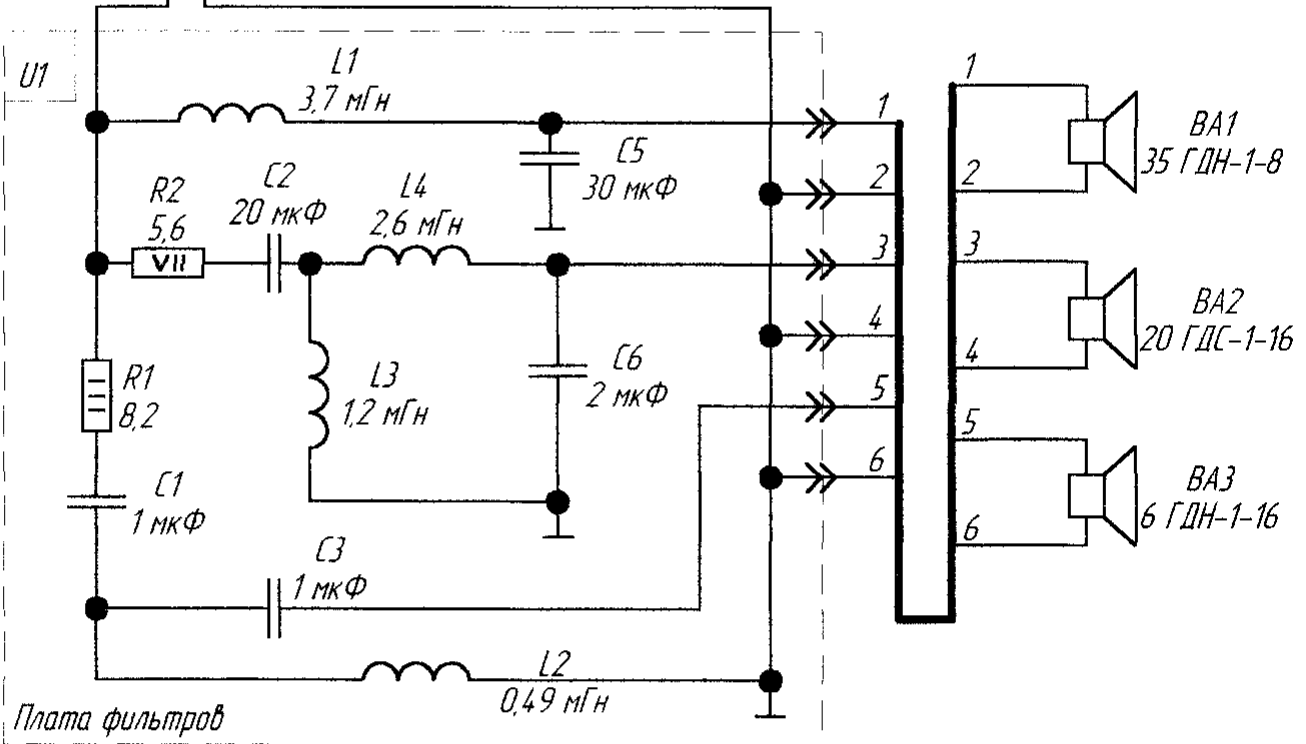 U1
L1
3,7 мГн
C5
30 мкФ
R2
5,6
VII
C2
20 мкФ
L4
2,6 мГн
R1
8,2
L3
1,2 мГн
C6
2 мкФ
C1
1 мкФ
C3
1 мкФ
L2
0,49 мГн
Плата фильтров
1
2
3
4
5
6
1
2
3
4
5
6
BA1
35 ГДН-1-8
BA2
20 ГДС-1-16
BA3
6 ГДН-1-16